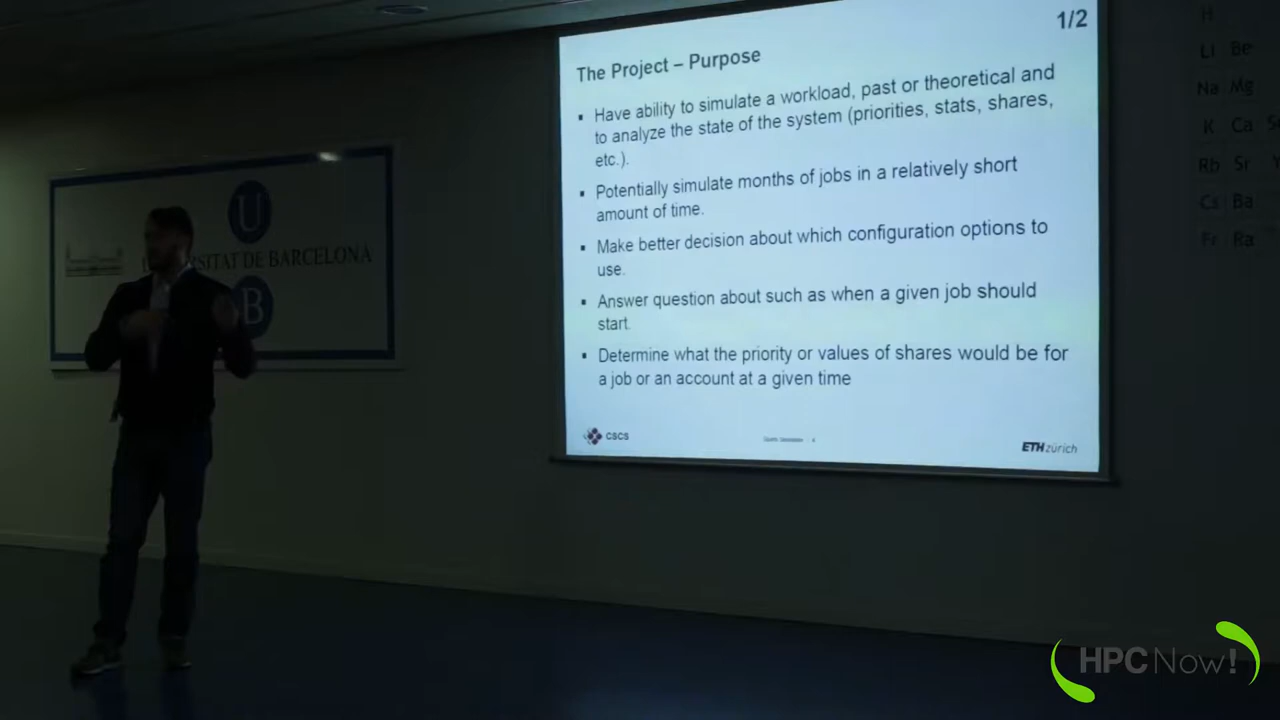 1/2
The Project – Purpose
▪ Have ability to simulate a workload, past or theoretical and
to analyze the state of the system (priorities, stats, shares,
etc.).
▪ Potentially simulate months of jobs in a relatively short
amount of time.
▪ Make better decision about which configuration options to
use.
▪ Answer question about such as when a given job should
start.
▪ Determine what the priority or values of shares would be for
a job or an account at a given time
CSCS
ETH zürich
U
SITAT DE BARCELONA
B
H
Li Be
Na Mg
K Ca
Rb Sr
Cs Ba
Fr Ra
HPCNow!